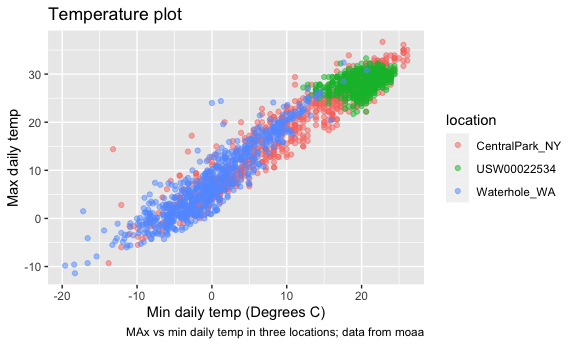 Temperature plot
Max daily temp
30
20
10
0
-10
-20
-10
0
10
20
Min daily temp (Degrees C)
location
CentralPark_NY
USW00022534
Waterhole_WA
MAx vs min daily temp in three locations; data from moaa